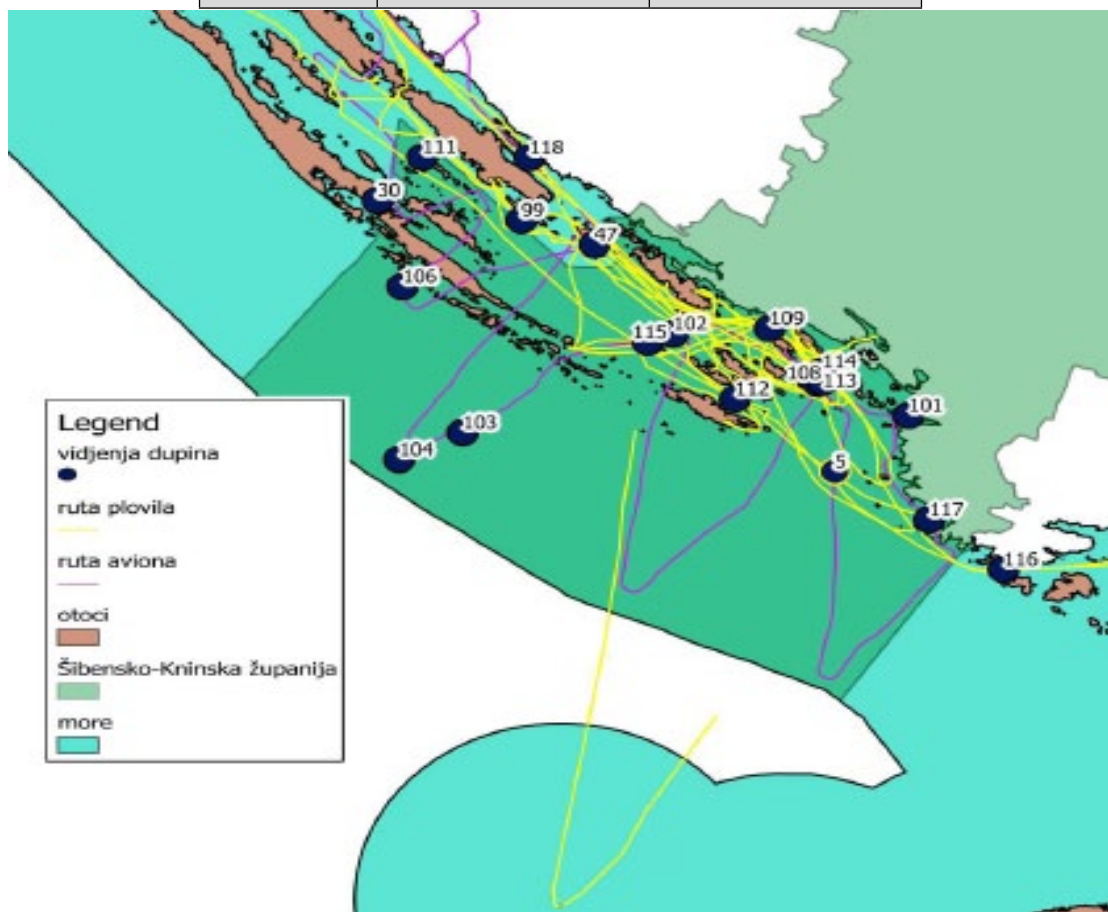 118
111
30
99
47
106
109
102
115
114
108
113
112
101
103
104
5
117
116
Legend
vidjenja dupina
ruta plovila
ruta aviona
otoci
Šibensko-Kninska županija
more